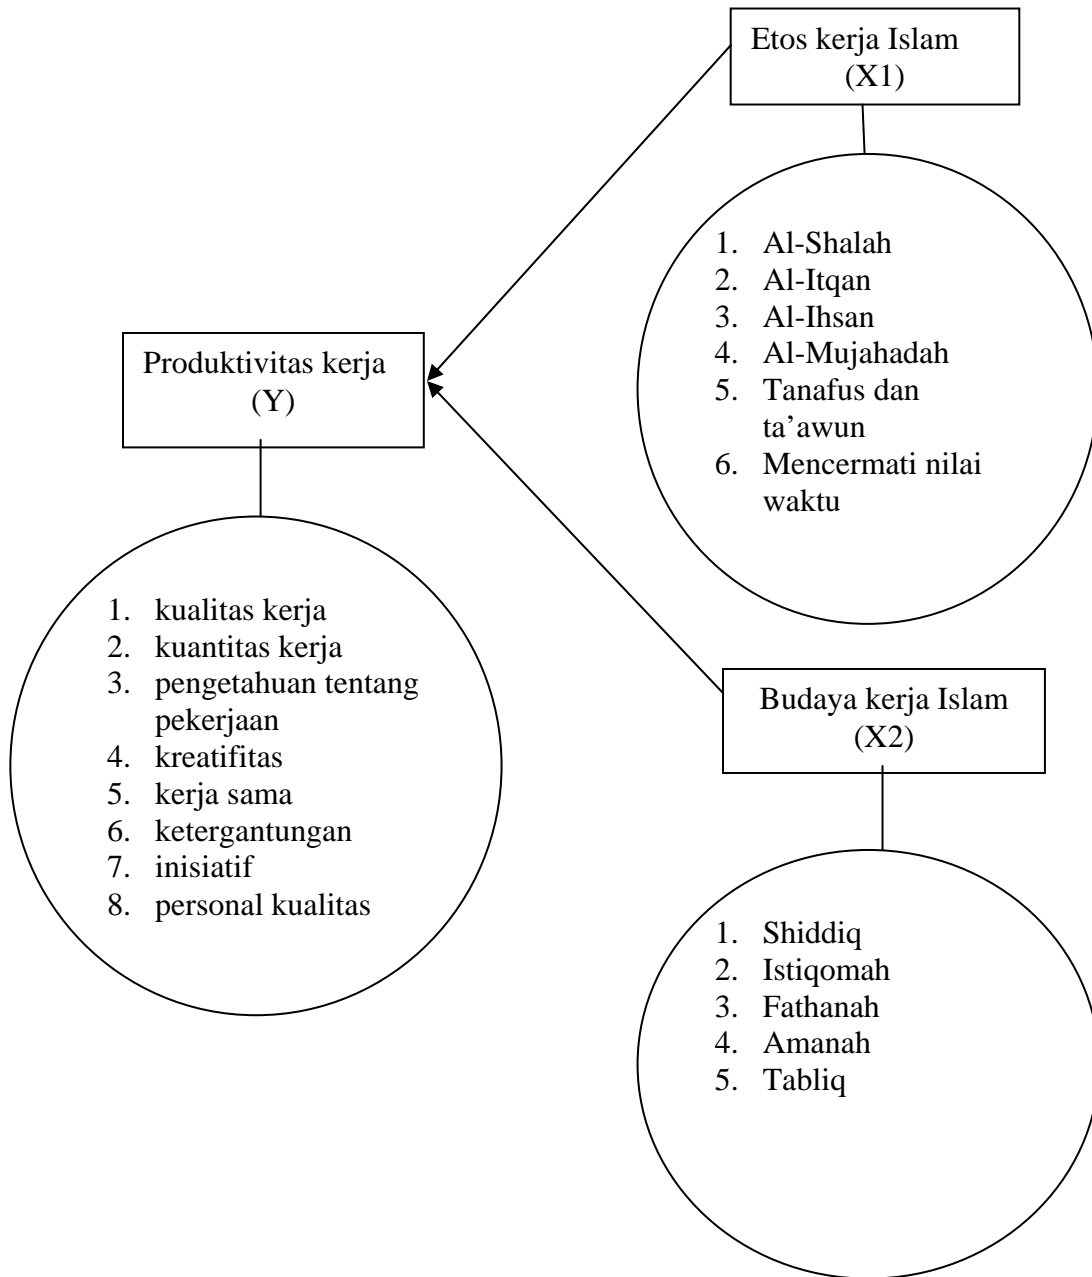 Etos kerja Islam
(X1)
1. Al-Shalah
2. Al-Itqan
3. Al-Ihsan
4. Al-Mujahadah
5. Tanafus dan
ta’awun
6. Mencermati nilai
waktu
Produktivitas kerja
(Y)
1. kualitas kerja
2. kuantitas kerja
3. pengetahuan tentang
pekerjaan
4. kreatifitas
5. kerja sama
6. ketergantungan
7. inisiatif
8. personal kualitas
Budaya kerja Islam
(X2)
1. Shiddiq
2. Istiqomah
3. Fathanah
4. Amanah
5. Tabliq